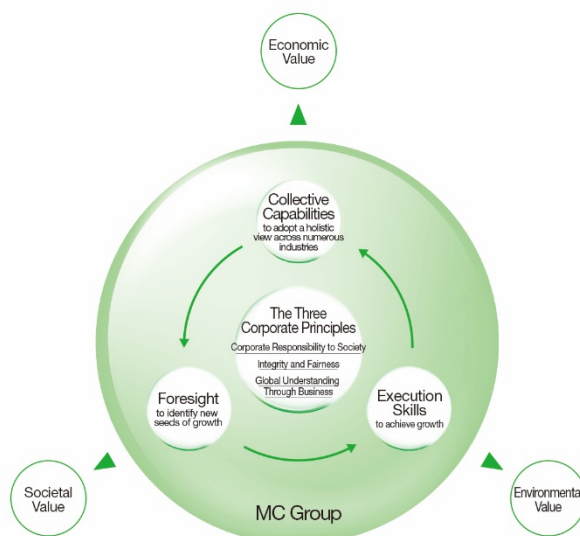 Economic
Value
Collective
Capabilities
to adopt a holistic
view across numerous
industries
The Three
Corporate Principles
Corporate Responsibility to Society
Integrity and Fairness
Global Understanding
Through Business
Foresight
to identify new
seeds of growth
Execution
Skills
to achieve growth
Societal
Value
MC Group
Environmental
Value